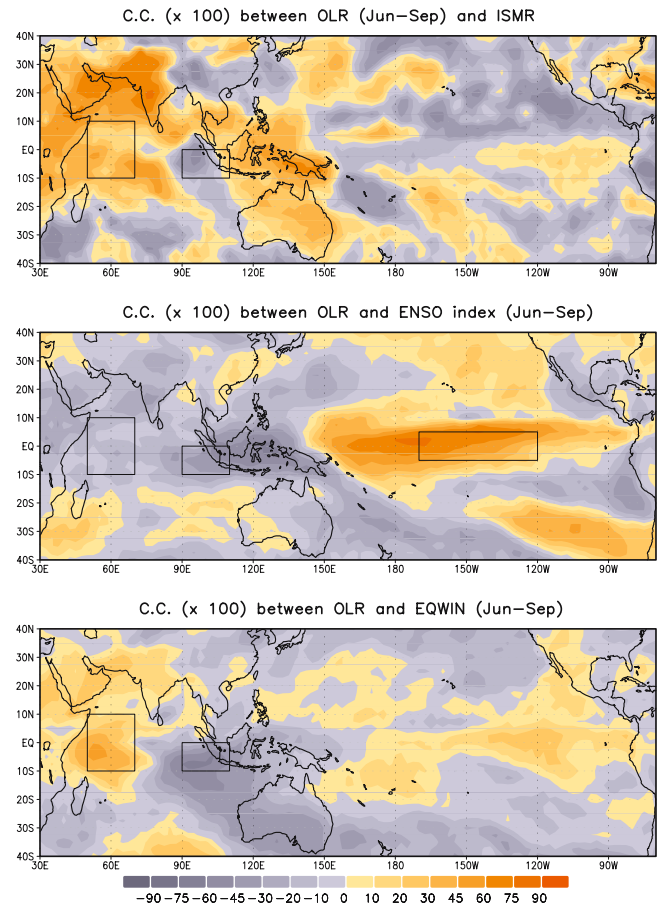 C.C. (x 100) between OLR (Jun−Sep) and ISMR
40N
30N
20N
10N
EQ
10S
20S
30S
40S
30E 60E 90E 120E 150E 180 150W 120W 90W
C.C. (x 100) between OLR and ENSO index (Jun−Sep)
40N
30N
20N
10N
EQ
10S
20S
30S
40S
30E 60E 90E 120E 150E 180 150W 120W 90W
C.C. (x 100) between OLR and EQWIN (Jun−Sep)
40N
30N
20N
10N
EQ
10S
20S
30S
40S
30E 60E 90E 120E 150E 180 150W 120W 90W
−90 −75 −60 −45 −30 −20 −10 0 10 20 30 45 60 75 90